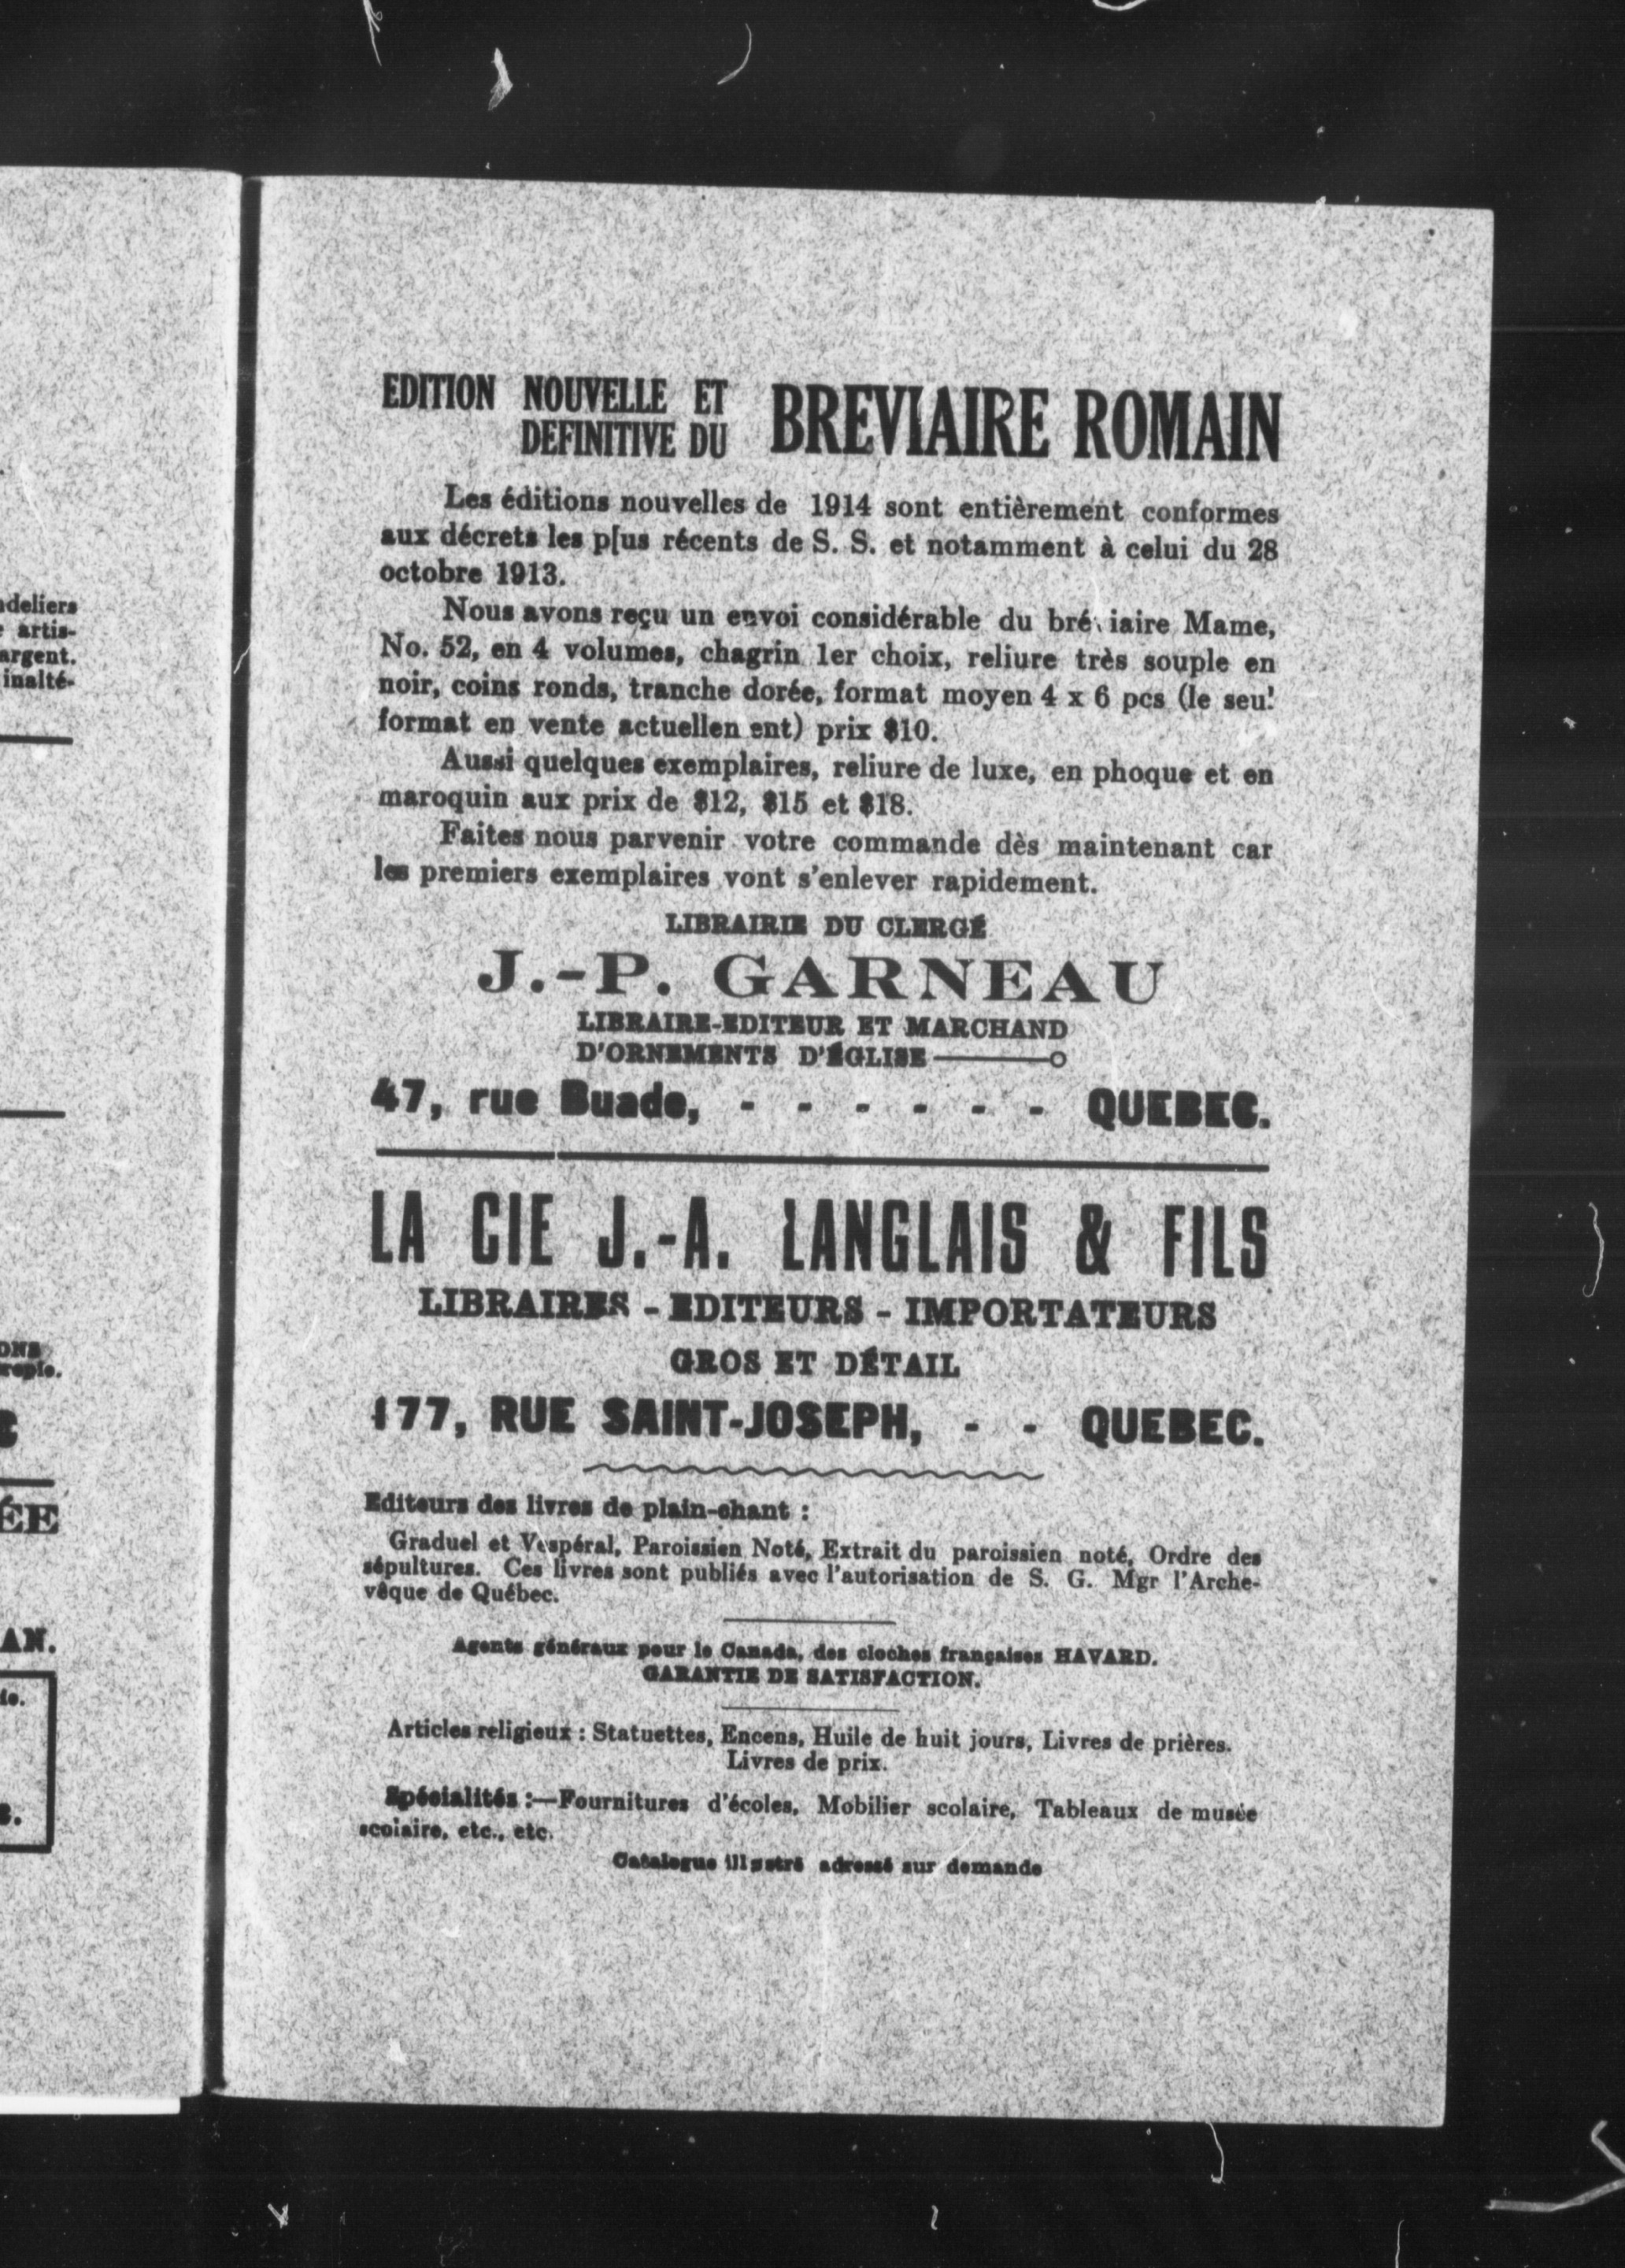 EDITION NOUVELLE ET
DEFINITIVE DU
BREVIAIRE ROMAIN
Les éditions nouvelles de 1914 sont entièrement conformes
aux décrets les plus récents de S. S. et notamment à celui du 28
octobre 1913.
Nous avons reçu un envoi considérable du bréviaire Mame,
No. 52, en 4 volumes, chagrin 1er choix, reliure très souple en
noir, coins ronds, tranche dorée, format moyen 4 x 6 pcs (le seul
format en vente actuellement) prix $10.
Aussi quelques exemplaires, reliure de luxe, en phoque et en
maroquin aux prix de $12, $15 et $18.
Faites nous parvenir votre commande dès maintenant car
les premiers exemplaires vont s'enlever rapidement.
LIBRAIRIE DU CLERGÉ
J.-P. GARNEAU
LIBRAIRE-EDITEUR ET MARCHAND
D'ORNEMENTS D'ÉGLISE
47, rue Buade, - - - - - - QUEBEC.
LA CIE J.-A. LANGLAIS & FILS
LIBRAIRES - EDITEURS - IMPORTATEURS
GROS ET DÉTAIL
177, RUE SAINT-JOSEPH, - - QUEBEC.
Editeurs des livres de plain-chant :
Graduel et Vespéral, Paroissien Noté, Extrait du paroissien noté, Ordre des
sépultures. Ces livres sont publiés avec l'autorisation de S. G. Mgr l'Arche-
vêque de Québec.
Agents généraux pour le Canada, des cloches françaises HAVARD.
GARANTIE DE SATISFACTION.
Articles religieux : Statuettes, Encens, Huile de huit jours, Livres de prières.
Livres de prix.
Spécialités :—Fournitures d'écoles, Mobilier scolaire, Tableaux de musée
scolaire, etc., etc.
Catalogue illustré adressé sur demande
artis-
argent.
inalté-